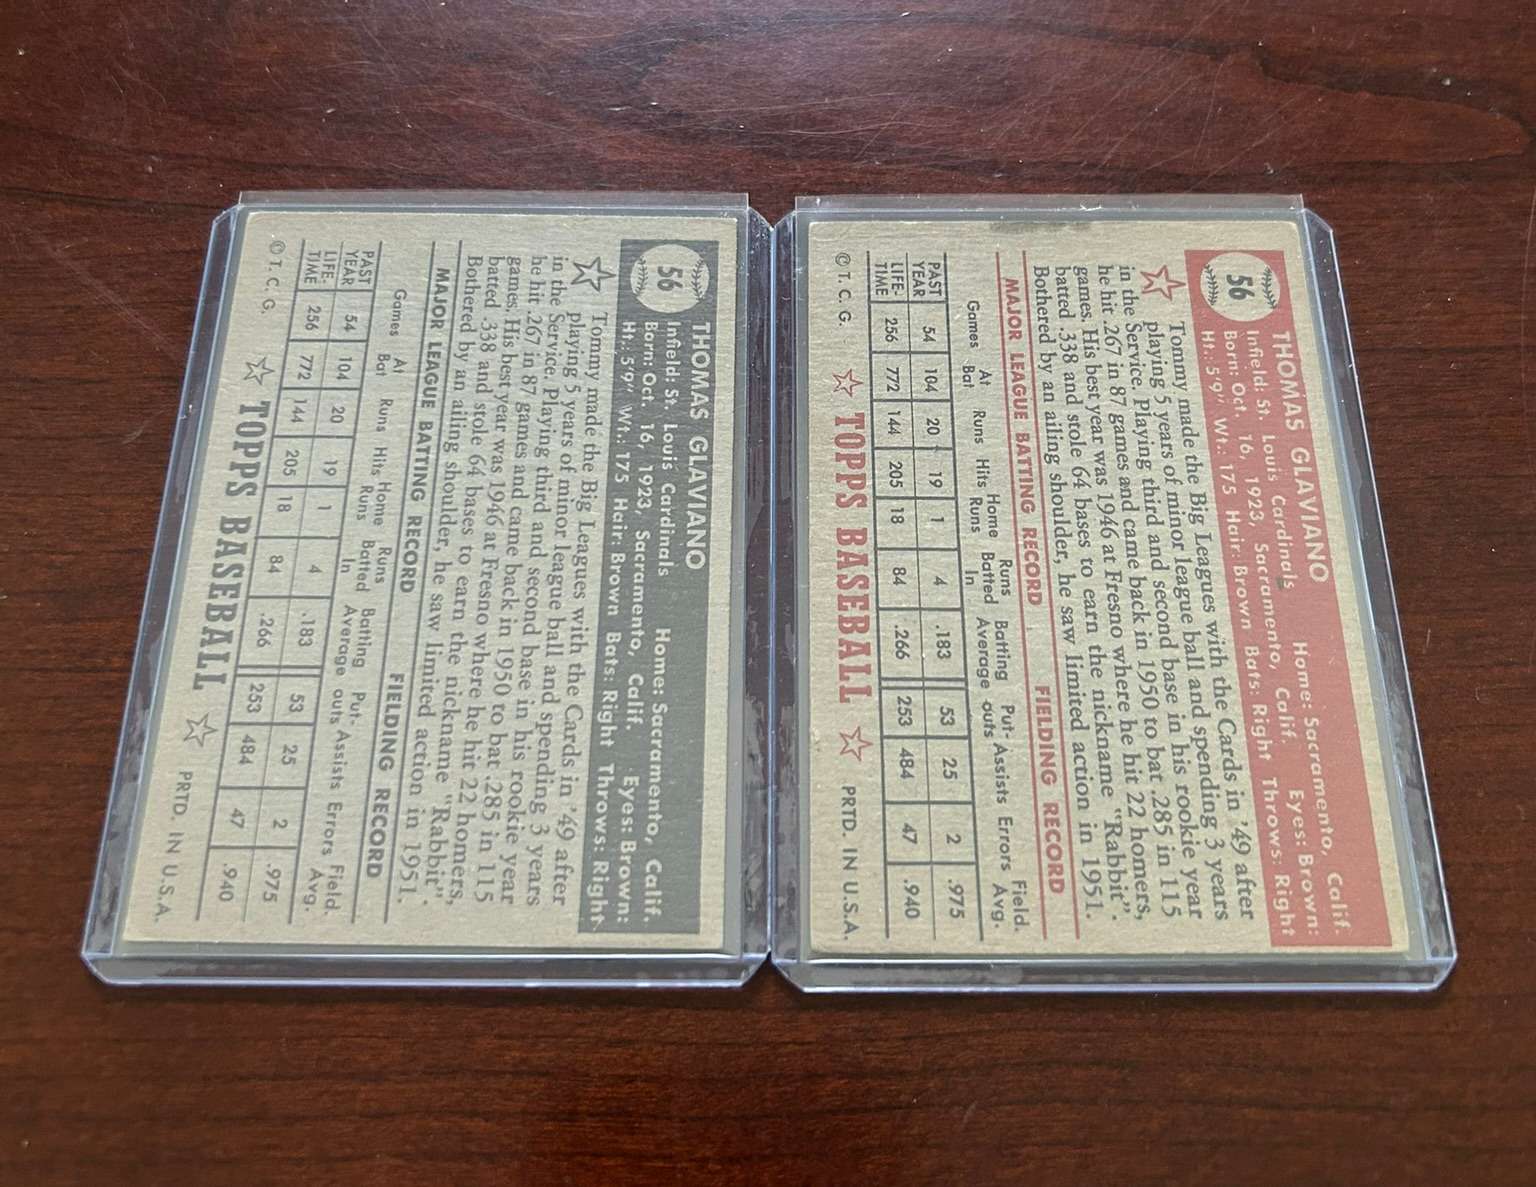 56
THOMAS GLAVIANO
Infield: St. Louis Cardinals Home: Sacramento, Calif.
Born: Oct. 16, 1923, Sacramento, Calif. Eyes: Brown:
Ht.: 5'9" Wt.: 175 Hair: Brown Bats: Right Throws: Right
Tommy made the Big Leagues with the Cards in '49 after
playing 5 years of minor league ball and spending 3 years
in the Service. Playing third and second base in his rookie year
he hit .267 in 87 games and came back in 1950 to bat .285 in 115
games. His best year was 1946 at Fresno where he hit 22 homers,
batted .338 and stole 64 bases to earn the nickname "Rabbit".
Bothered by an ailing shoulder, he saw limited action in 1951.
MAJOR LEAGUE BATTING RECORD FIELDING RECORD
Games At Bat Runs Hits Home Runs Runs Batted In Batting Average Put-outs Assists Errors Field. Avg.
PAST YEAR 54 104 20 19 1 4 .183 53 25 2 .975
LIFE-TIME 256 772 144 205 18 84 .266 253 484 47 .940
© T. C. G. TOPPS BASEBALL PRTD. IN U.S.A.
56
THOMAS GLAVIANO
Infield: St. Louis Cardinals Home: Sacramento, Calif.
Born: Oct. 16, 1923, Sacramento, Calif. Eyes: Brown:
Ht.: 5'9" Wt.: 175 Hair: Brown Bats: Right Throws: Right
Tommy made the Big Leagues with the Cards in '49 after
playing 5 years of minor league ball and spending 3 years
in the Service. Playing third and second base in his rookie year
he hit .267 in 87 games and came back in 1950 to bat .285 in 115
games. His best year was 1946 at Fresno where he hit 22 homers,
batted .338 and stole 64 bases to earn the nickname "Rabbit".
Bothered by an ailing shoulder, he saw limited action in 1951.
MAJOR LEAGUE BATTING RECORD FIELDING RECORD
Games At Bat Runs Hits Home Runs Runs Batted In Batting Average Put-outs Assists Errors Field. Avg.
PAST YEAR 54 104 20 19 1 4 .183 53 25 2 .975
LIFE-TIME 256 772 144 205 18 84 .266 253 484 47 .940
© T. C. G. TOPPS BASEBALL PRTD. IN U.S.A.